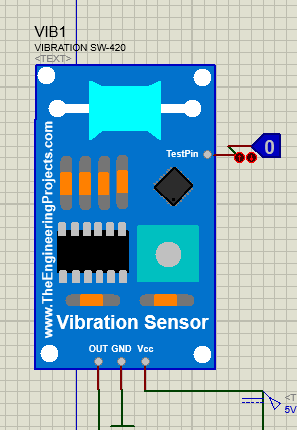 VIB1
VIBRATION SW-420
<TEXT>
www.TheEngineeringProjects.com
TestPin
0
Vibration Sensor
OUT GND Vcc
<T
5V